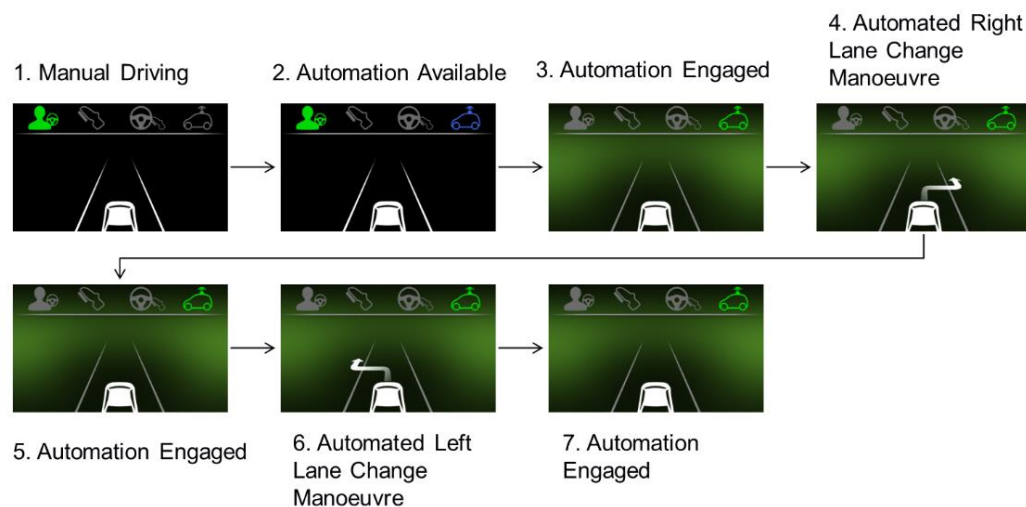 1. Manual Driving
2. Automation Available
3. Automation Engaged
4. Automated Right
Lane Change
Manoeuvre
5. Automation Engaged
6. Automated Left
Lane Change
Manoeuvre
7. Automation
Engaged